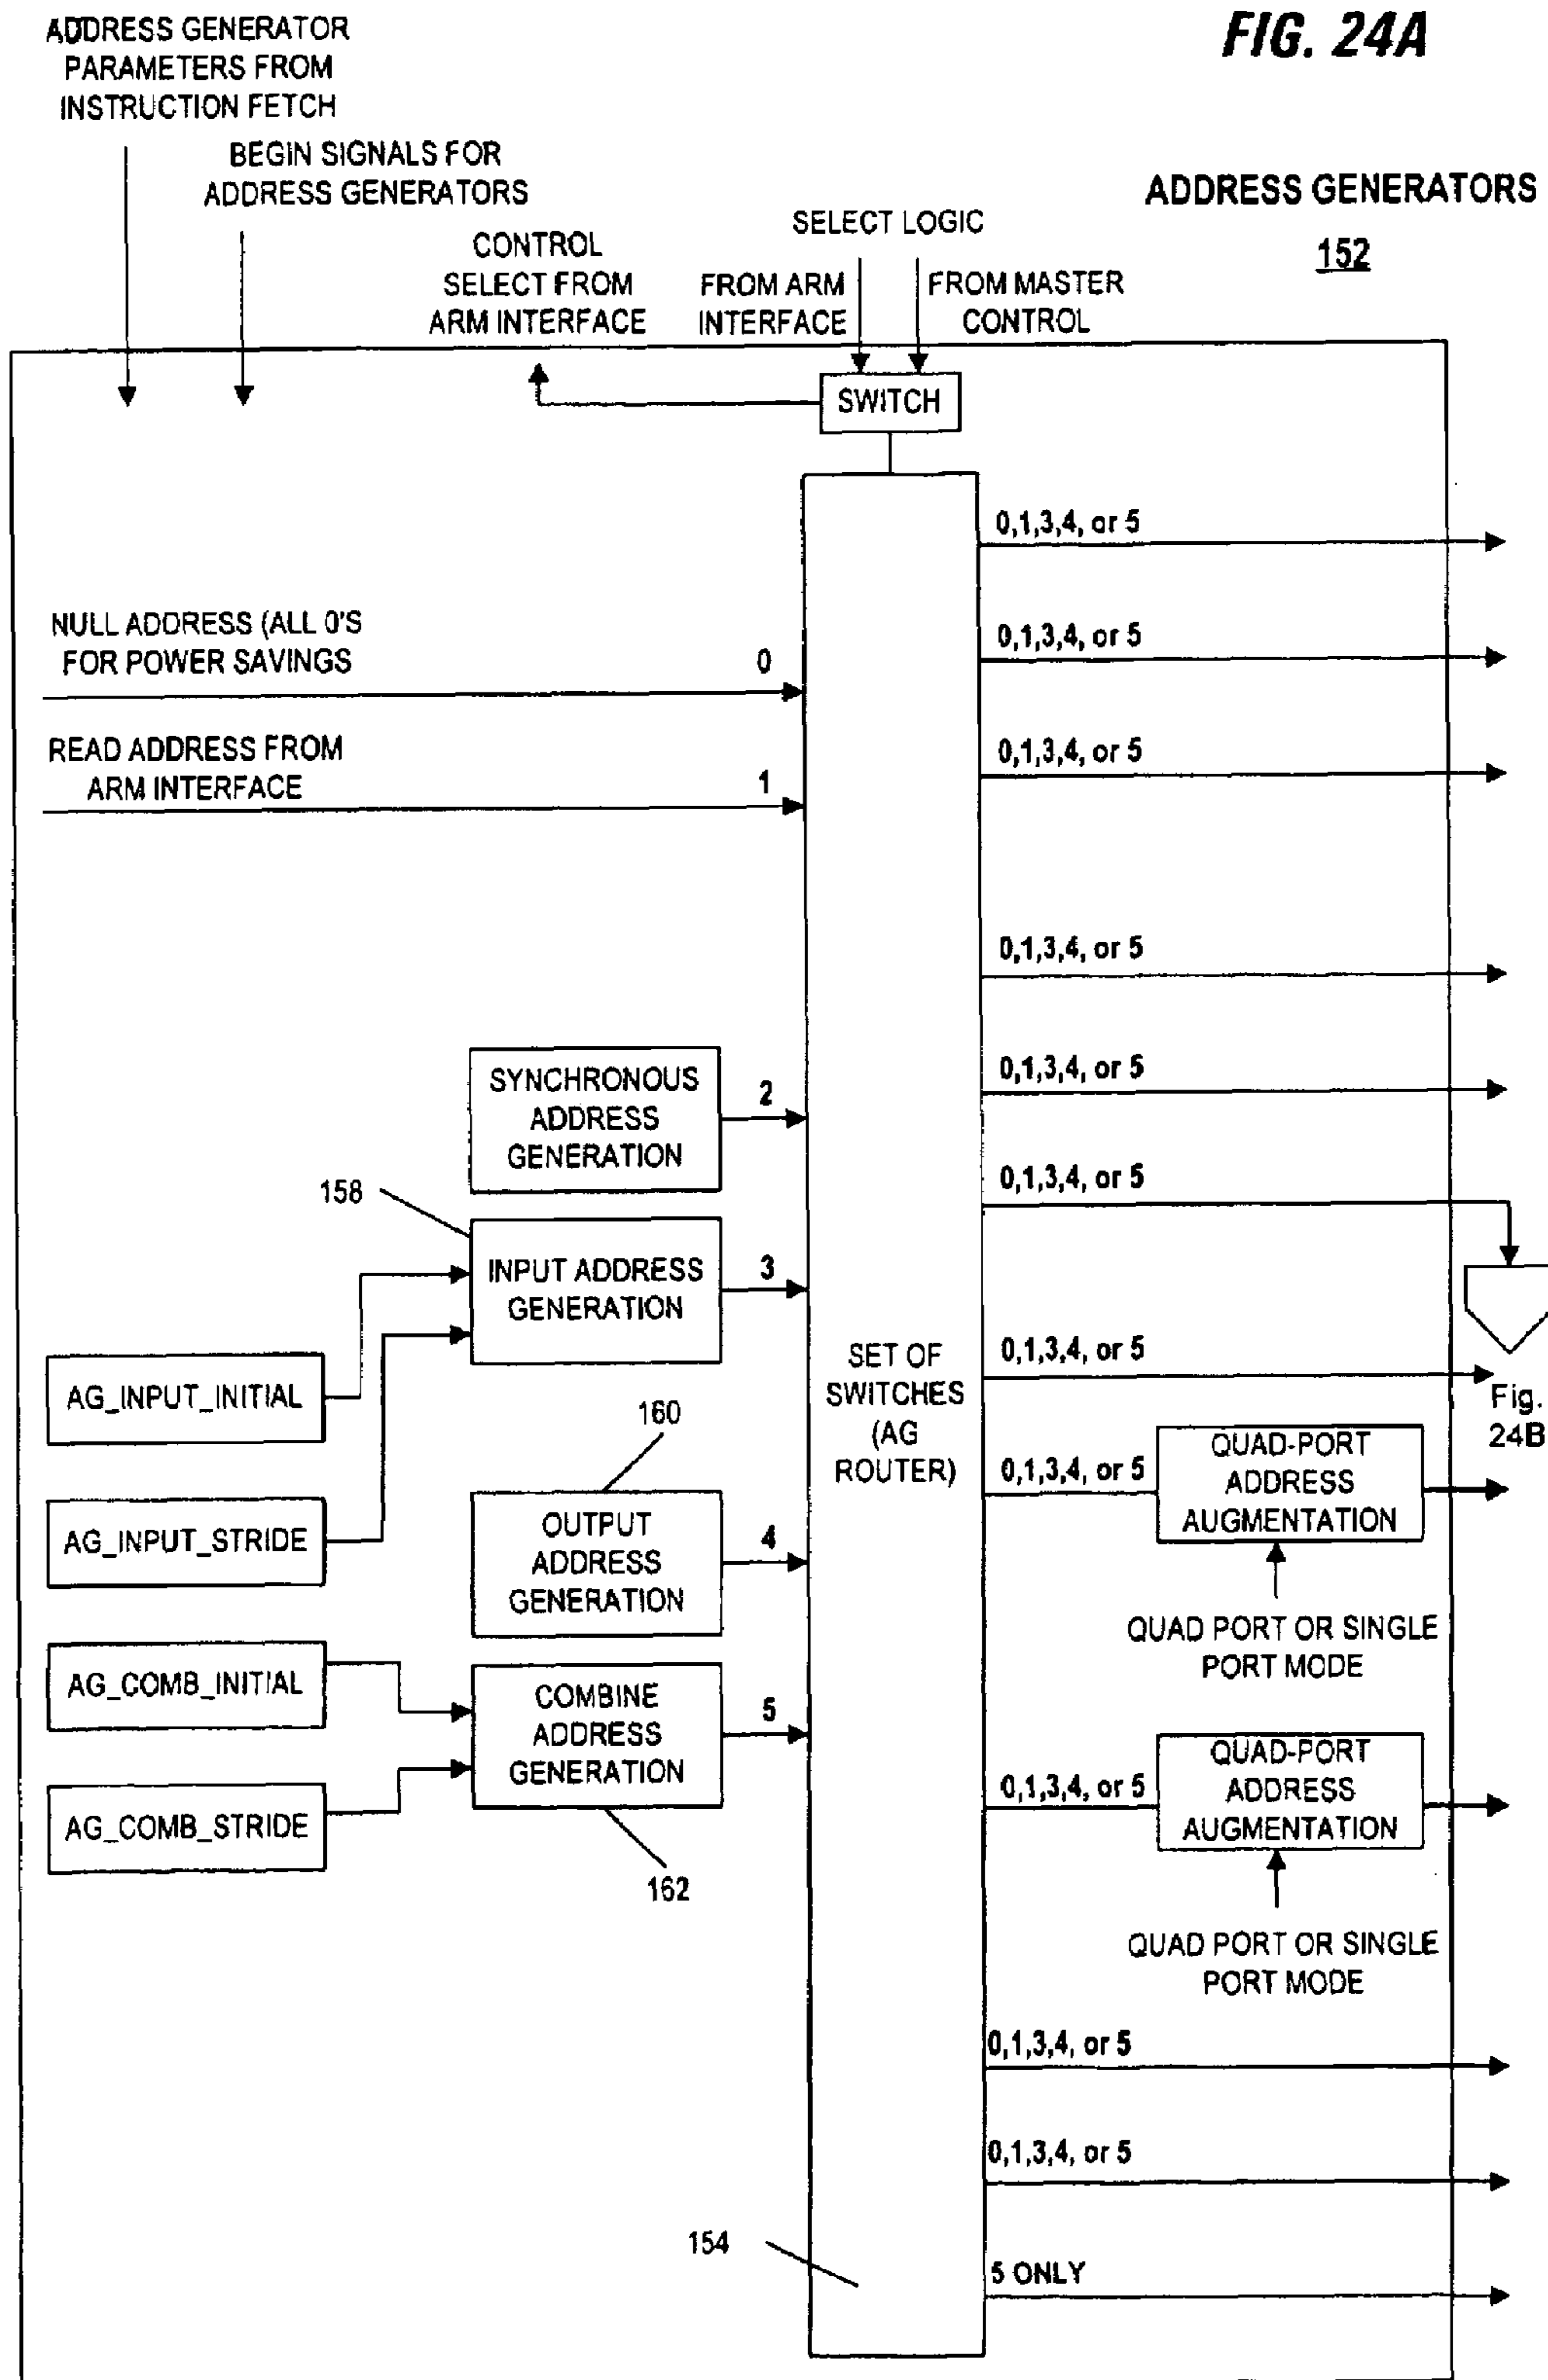 FIG. 24A
ADDRESS GENERATOR
PARAMETERS FROM
INSTRUCTION FETCH
BEGIN SIGNALS FOR
ADDRESS GENERATORS
ADDRESS GENERATORS
152
CONTROL
SELECT FROM
ARM INTERFACE
SELECT LOGIC
FROM ARM
INTERFACE
FROM MASTER
CONTROL
SWITCH
0,1,3,4, or 5
NULL ADDRESS (ALL 0'S
FOR POWER SAVINGS
0
0,1,3,4, or 5
READ ADDRESS FROM
ARM INTERFACE
1
0,1,3,4, or 5
0,1,3,4, or 5
SYNCHRONOUS
ADDRESS
GENERATION
2
0,1,3,4, or 5
158
INPUT ADDRESS
GENERATION
3
0,1,3,4, or 5
AG_INPUT_INITIAL
SET OF
SWITCHES
(AG
ROUTER)
0,1,3,4, or 5
Fig.
24B
AG_INPUT_STRIDE
160
OUTPUT
ADDRESS
GENERATION
4
0,1,3,4, or 5
QUAD-PORT
ADDRESS
AUGMENTATION
QUAD PORT OR SINGLE
PORT MODE
AG_COMB_INITIAL
AG_COMB_STRIDE
COMBINE
ADDRESS
GENERATION
5
162
0,1,3,4, or 5
QUAD-PORT
ADDRESS
AUGMENTATION
QUAD PORT OR SINGLE
PORT MODE
0,1,3,4, or 5
0,1,3,4, or 5
154
5 ONLY